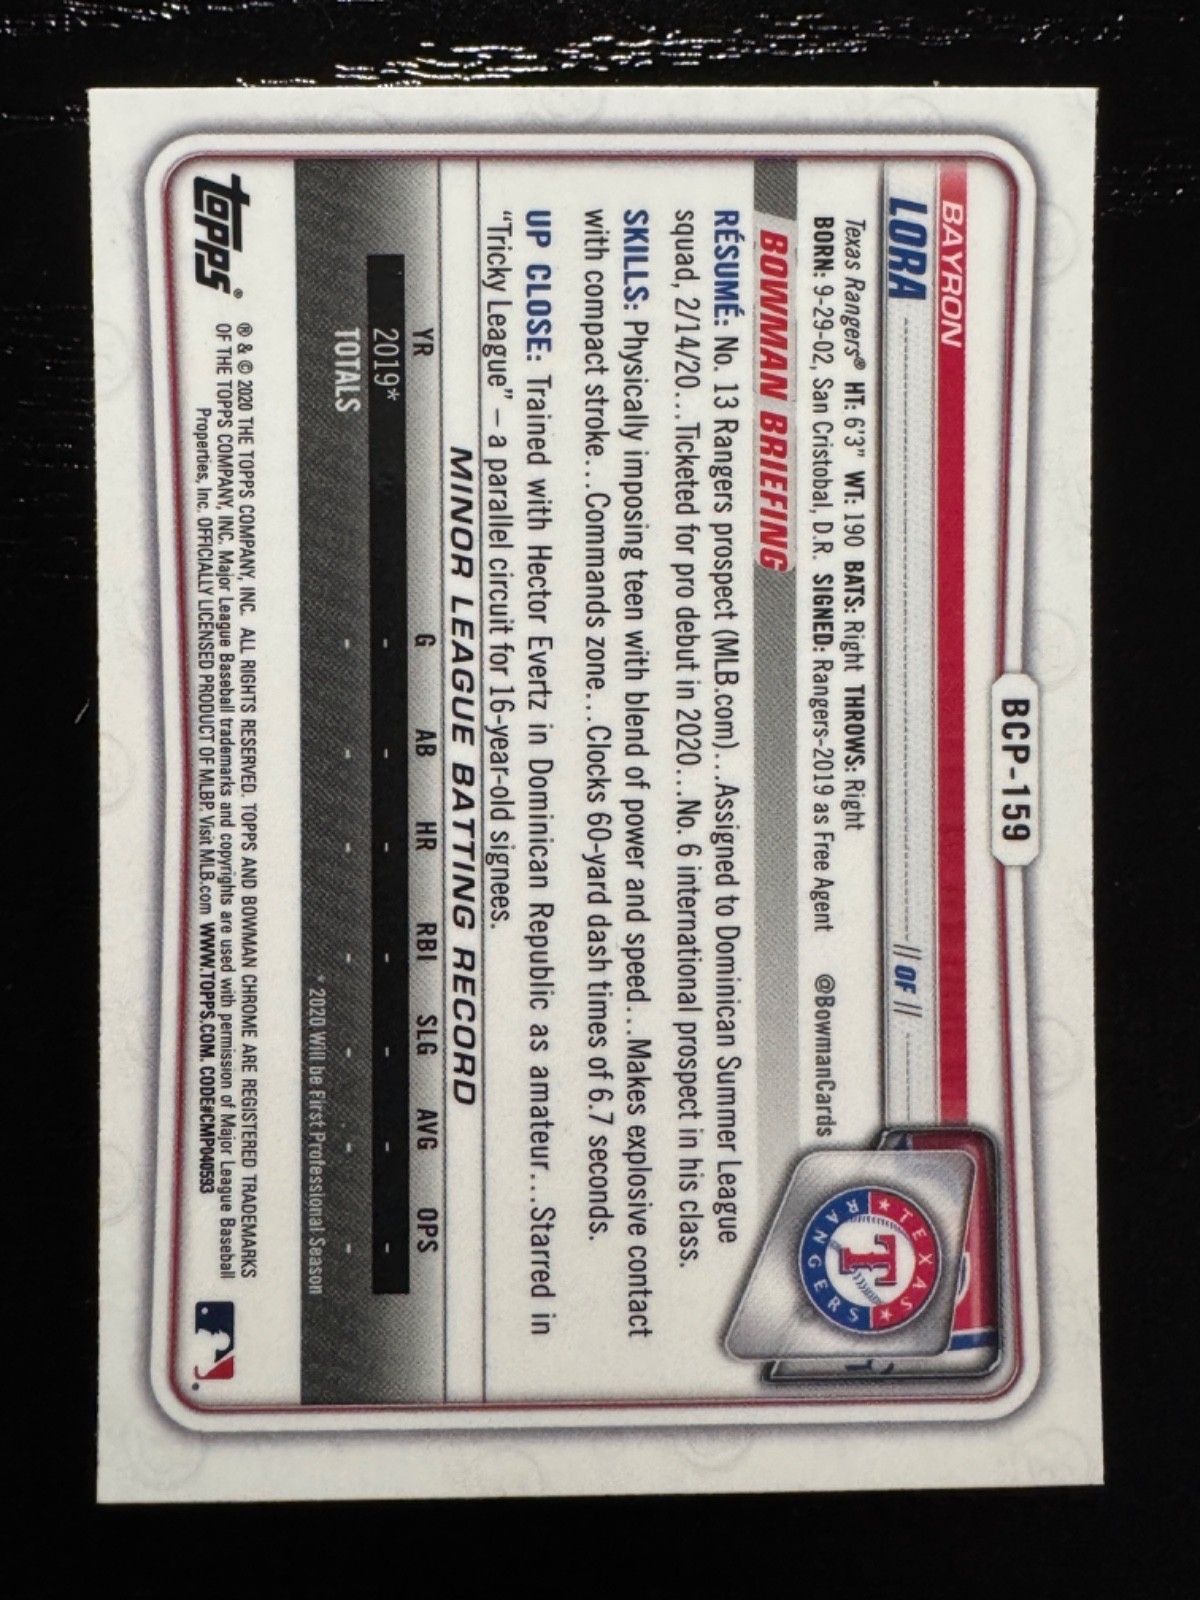 BCP-159
BAYRON
LORA
OF
Texas Rangers® HT: 6'3" WT: 190 BATS: Right THROWS: Right
BORN: 9-29-02, San Cristobal, D.R. SIGNED: Rangers-2019 as Free Agent @BowmanCards
TEXAS RANGERS
T
BOWMAN BRIEFING
RÉSUMÉ: No. 13 Rangers prospect (MLB.com)...Assigned to Dominican Summer League
squad, 2/14/20...Ticketed for pro debut in 2020...No. 6 international prospect in his class.
SKILLS: Physically imposing teen with blend of power and speed...Makes explosive contact
with compact stroke...Commands zone...Clocks 60-yard dash times of 6.7 seconds.
UP CLOSE: Trained with Hector Evertz in Dominican Republic as amateur...Starred in
"Tricky League" – a parallel circuit for 16-year-old signees.
MINOR LEAGUE BATTING RECORD
YR G AB HR RBI SLG AVG OPS
2019* - - - - - - -
TOTALS - - - - - - -
* 2020 Will be First Professional Season
topps®
® & © 2020 THE TOPPS COMPANY, INC. ALL RIGHTS RESERVED. TOPPS AND BOWMAN CHROME ARE REGISTERED TRADEMARKS
OF THE TOPPS COMPANY, INC. Major League Baseball trademarks and copyrights are used with permission of Major League Baseball
Properties, Inc. OFFICIALLY LICENSED PRODUCT OF MLBP. Visit MLB.com WWW.TOPPS.COM. CODE#CMP040593